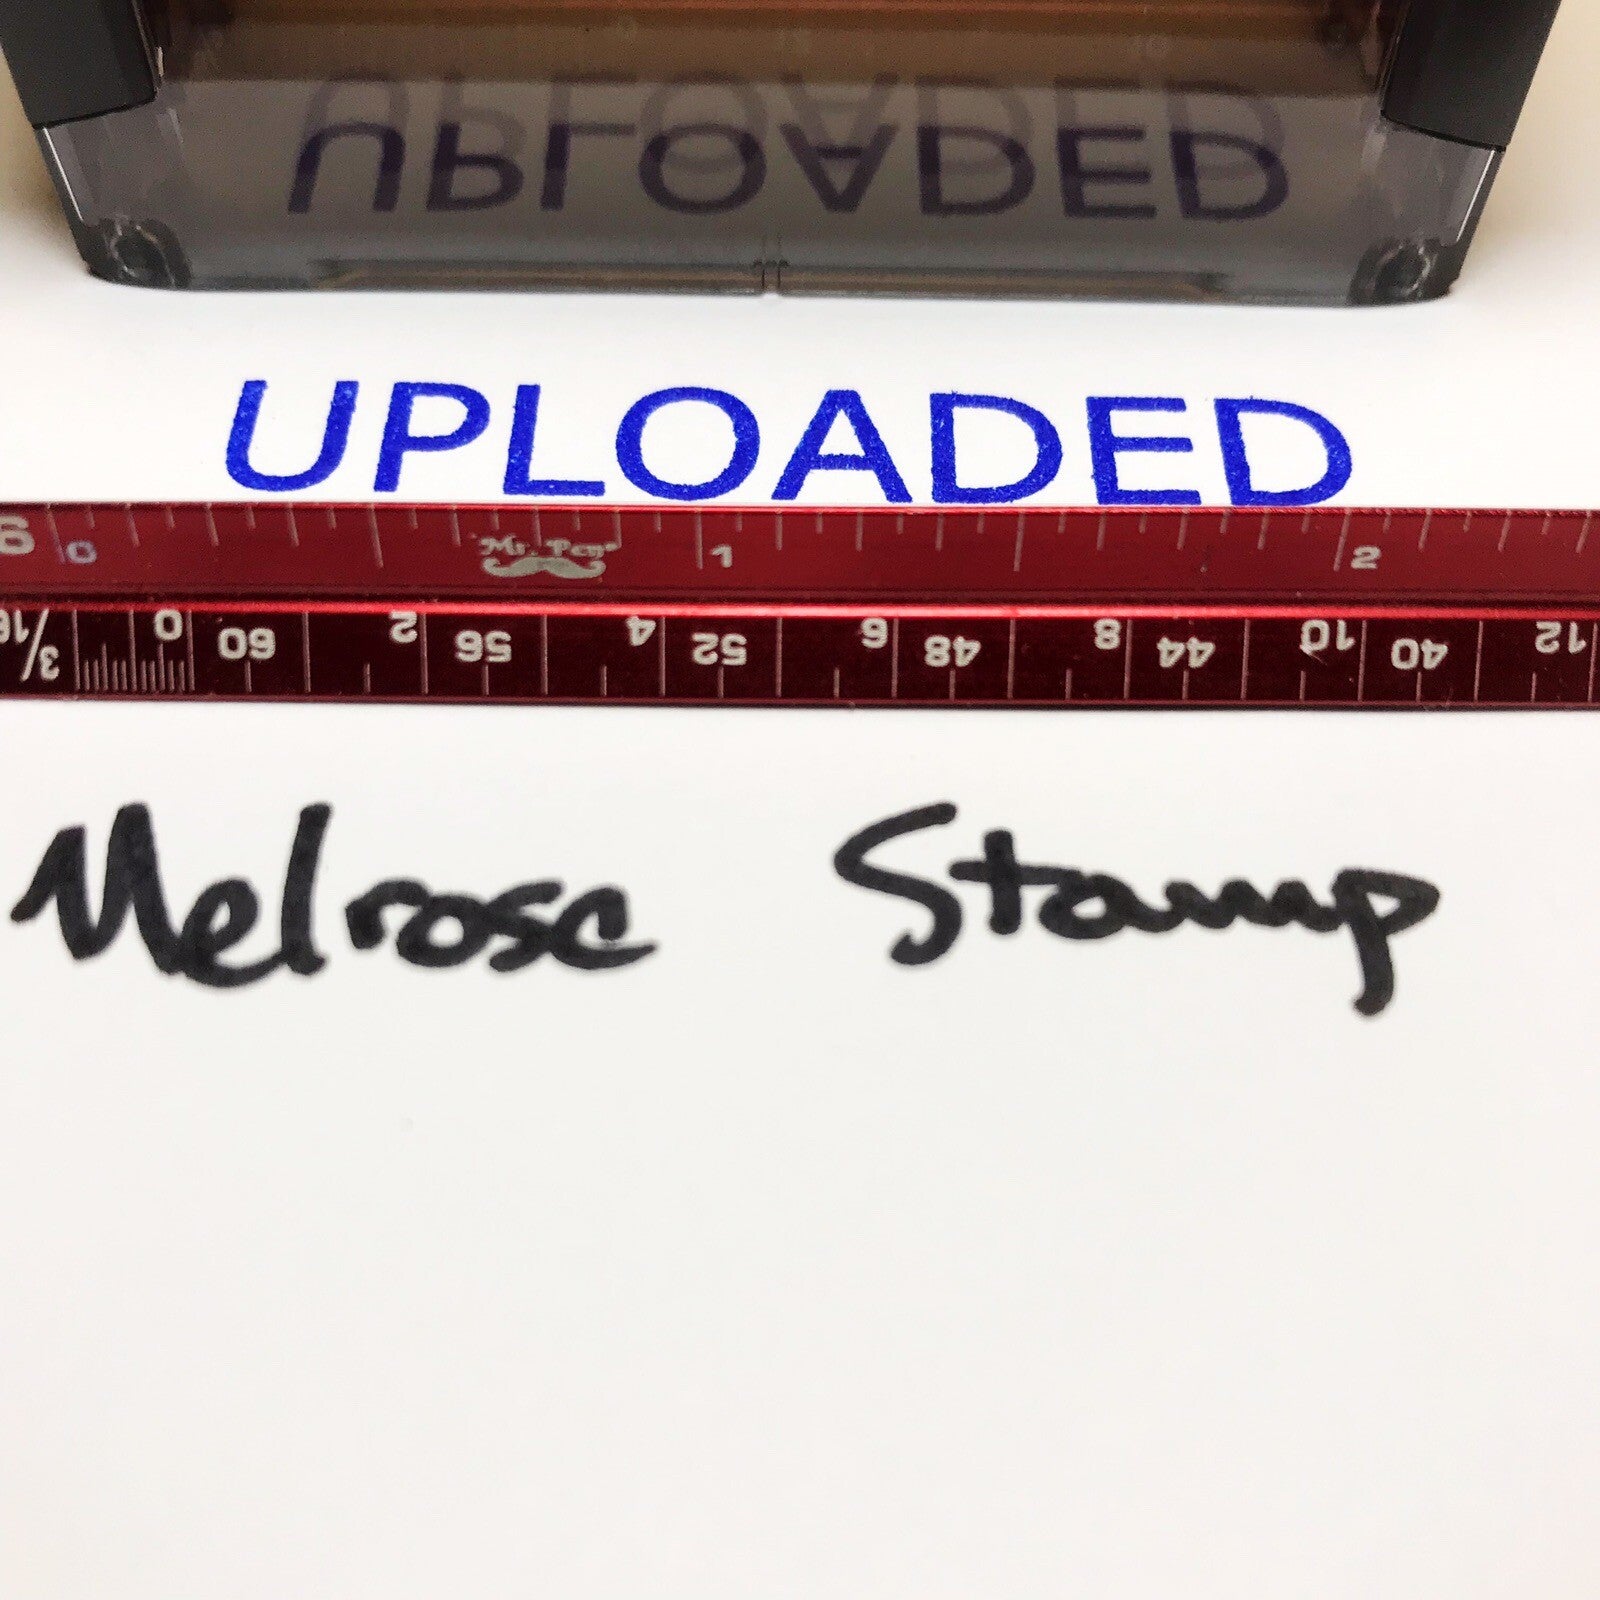 UPLOADED
UPLOADED
6 0 Mr. Pen 1 2
3/16 0 60 2 56 4 52 6 48 8 44 10 40 12
Melrose Stamp